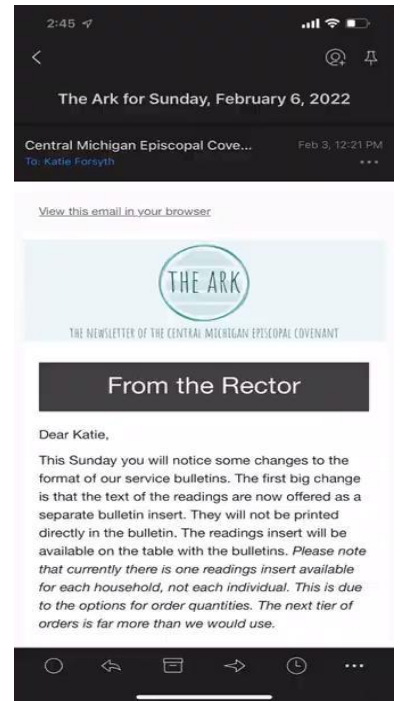 2:45
The Ark for Sunday, February 6, 2022
Central Michigan Episcopal Cove...
Feb 3, 12:21 PM
To: Katie Forsyth
View this email in your browser
THE ARK
THE NEWSLETTER OF THE CENTRAL MICHIGAN EPISCOPAL COVENANT
From the Rector
Dear Katie,
This Sunday you will notice some changes to the
format of our service bulletins. The first big change
is that the text of the readings are now offered as a
separate bulletin insert. They will not be printed
directly in the bulletin. The readings insert will be
available on the table with the bulletins. Please note
that currently there is one readings insert available
for each household, not each individual. This is due
to the options for order quantities. The next tier of
orders is far more than we would use.